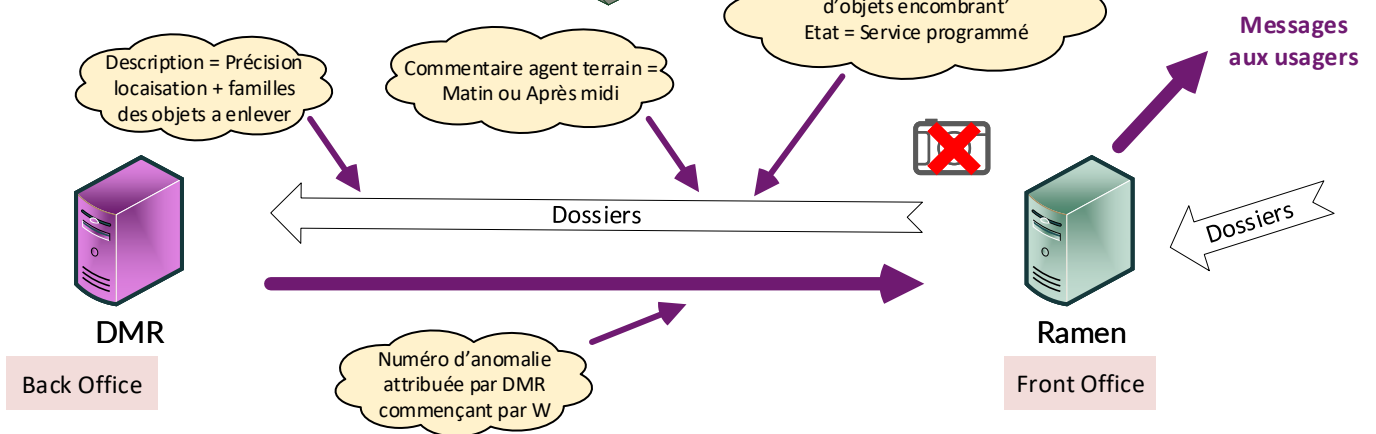 d'objets encombrant'
Etat = Service programmé
Messages
aux usagers
Description = Précision
locaisation + familles
des objets a enlever
Commentaire agent terrain =
Matin ou Après midi
Dossiers
Dossiers
DMR
Ramen
Numéro d'anomalie
attribuée par DMR
commençant par W
Back Office
Front Office